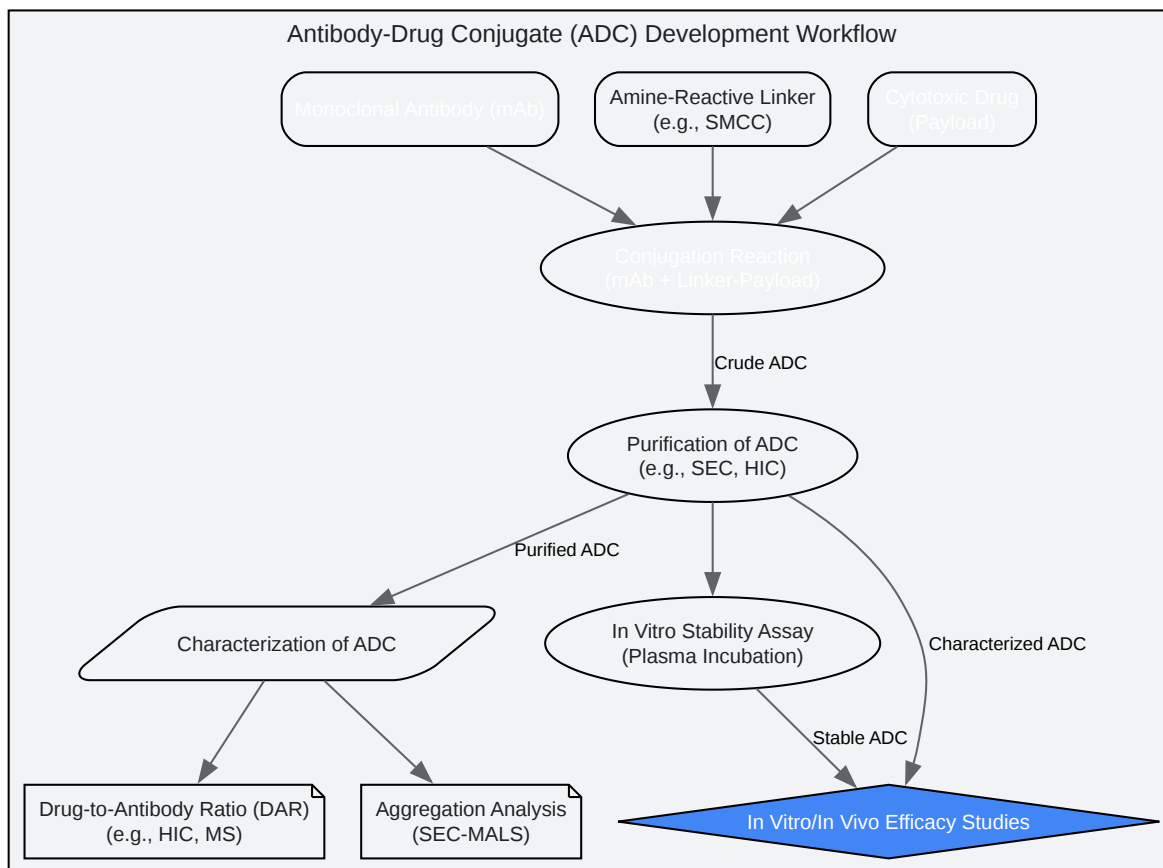 Antibody-Drug Conjugate (ADC) Development Workflow
Monoclonal Antibody (mAb)
Amine-Reactive Linker
(e.g., SMCC)
Cytotoxic Drug
(Payload)
Conjugation Reaction
(mAb + Linker-Payload)
Crude ADC
Purification of ADC
(e.g., SEC, HIC)
Purified ADC
Characterization of ADC
In Vitro Stability Assay
(Plasma Incubation)
Characterized ADC
Stable ADC
Drug-to-Antibody Ratio (DAR)
(e.g., HIC, MS)
Aggregation Analysis
(SEC-MALS)
In Vitro/In Vivo Efficacy Studies